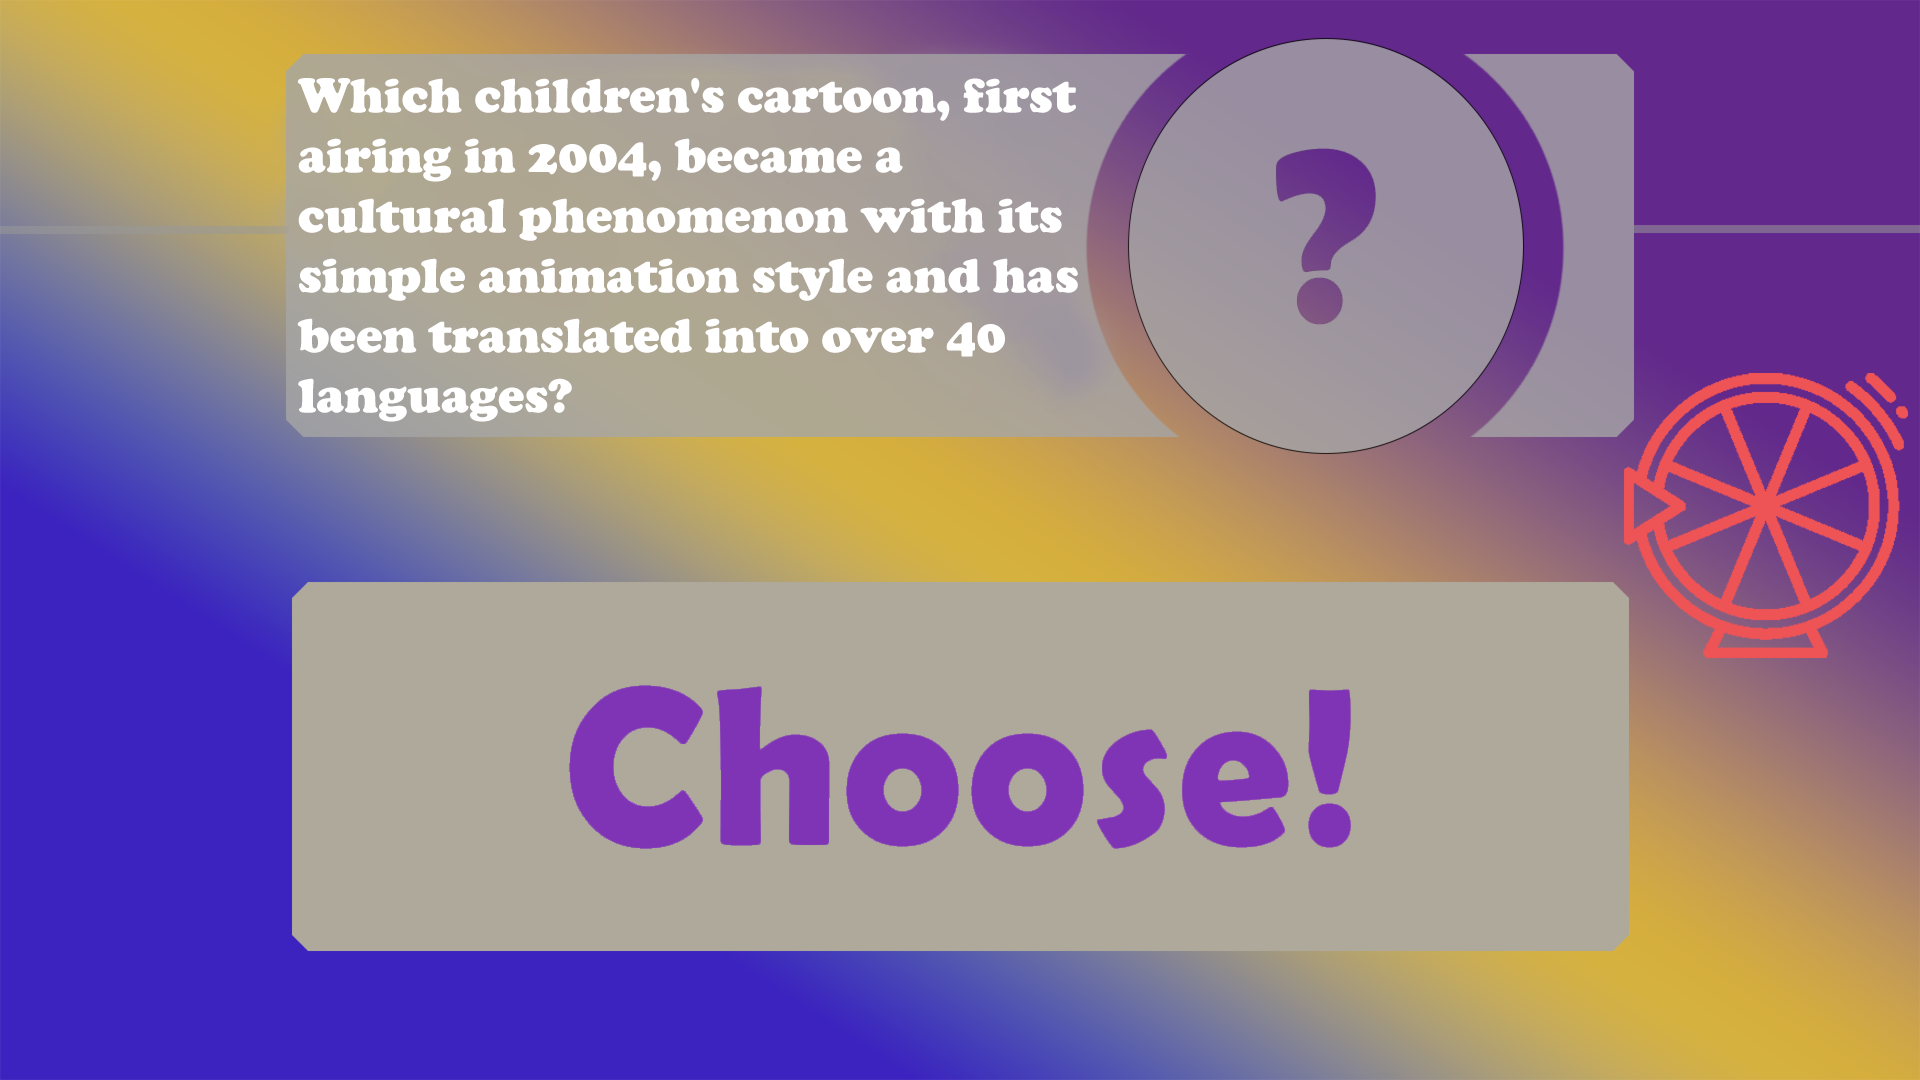 Which children's cartoon, first
airing in 2004, became a
cultural phenomenon with its
simple animation style and has
been translated into over 40
languages?
?
Choose!